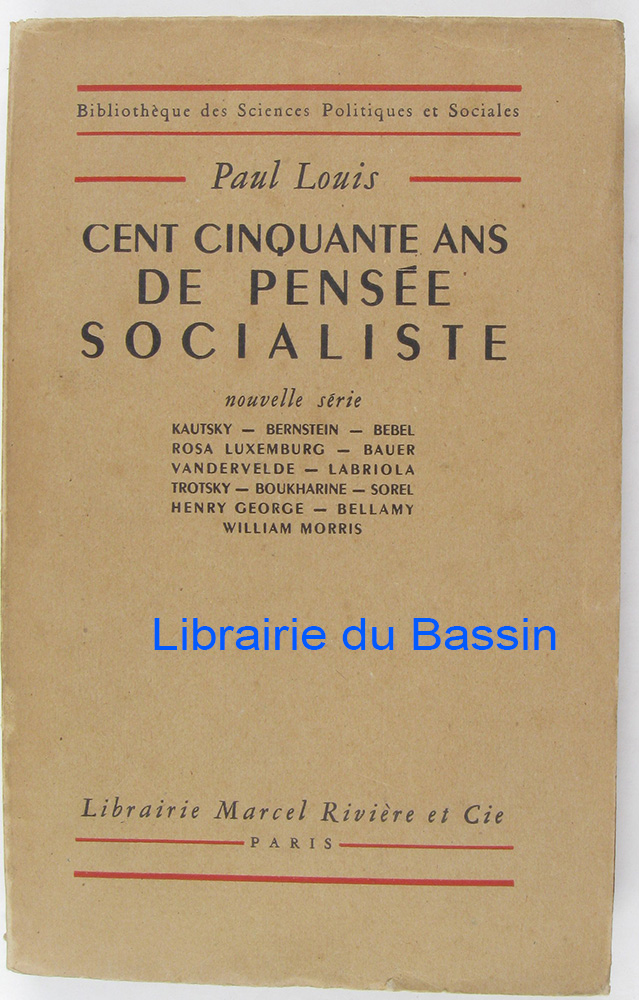 Bibliothèque des Sciences Politiques et Sociales
Paul Louis
CENT CINQUANTE ANS
DE PENSÉE
SOCIALISTE
nouvelle série
KAUTSKY — BERNSTEIN — BEBEL
ROSA LUXEMBURG — BAUER
VANDERVELDE — LABRIOLA
TROTSKY — BOUKHARINE — SOREL
HENRY GEORGE — BELLAMY
WILLIAM MORRIS
Librairie du Bassin
Librairie Marcel Rivière et Cie
PARIS